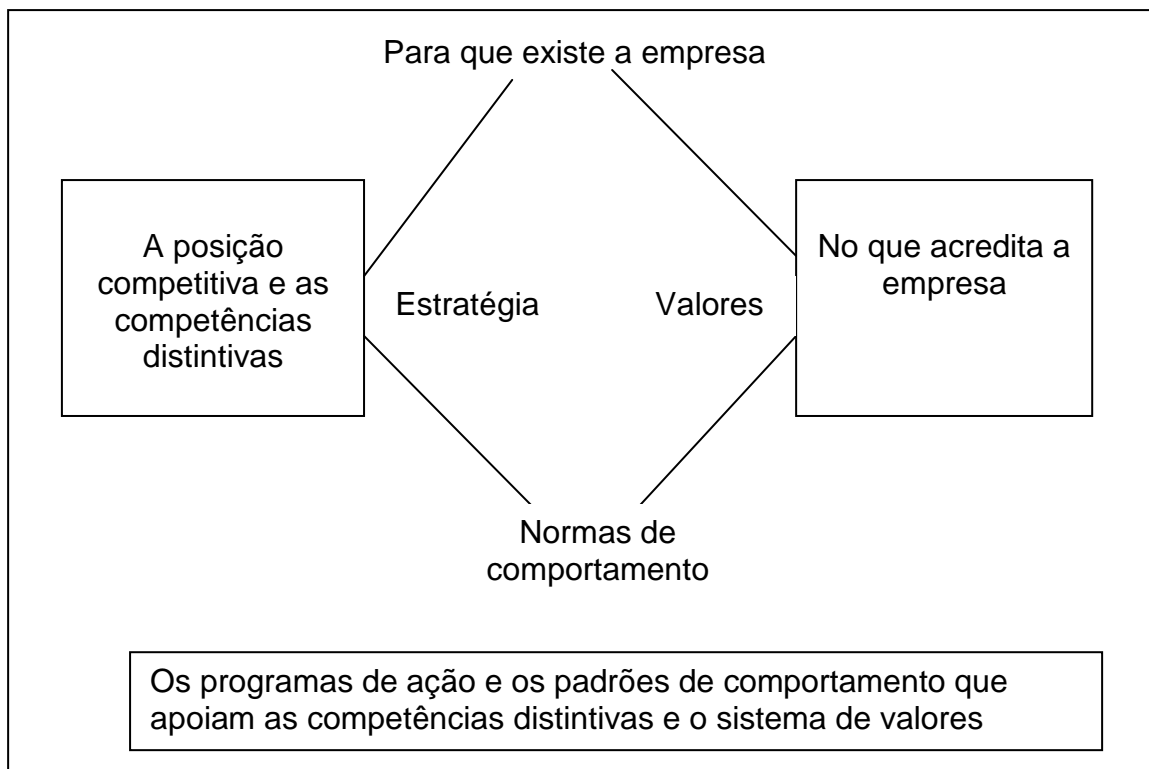 Para que existe a empresa
A posição
competitiva e as
competências
distintivas
Estratégia
Valores
No que acredita a
empresa
Normas de
comportamento
Os programas de ação e os padrões de comportamento que
apoiam as competências distintivas e o sistema de valores